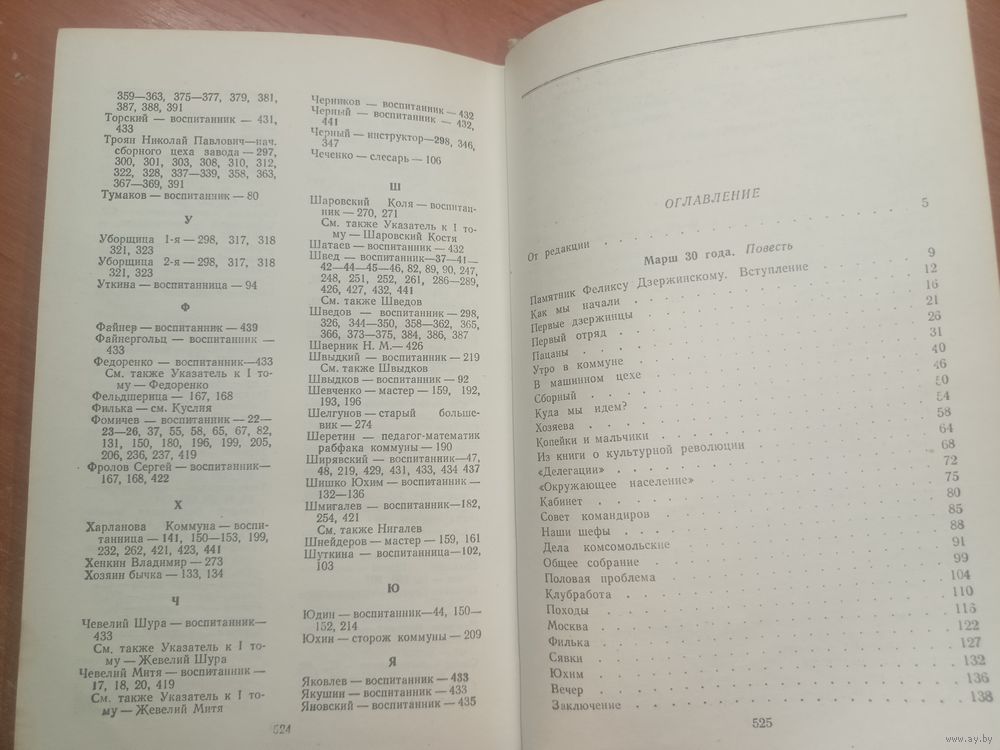 359—363, 375—377, 379, 381,
387, 388, 391
Торский — воспитанник — 431,
433
Троян Николай Павлович—нач.
сборного цеха завода — 297,
300, 301, 303, 308, 310, 312,
322, 328, 337—339, 358, 363,
367—369, 391
Тумаков — воспитанник — 80
У
Уборщица 1-я — 298, 317, 318
321, 323
Уборщица 2-я — 298, 317, 318
321, 323
Уткина — воспитанница — 94
Ф
Файнер — воспитанник — 439
Файнергольц — воспитанник —
433
Федоренко — воспитанник—433
См. также Указатель к I то-
му — Федоренко
Фельдшерица — 167, 168
Филька — см. Куслия
Фомичев — воспитанник — 22—
23—26, 37, 55, 58, 65, 67, 82,
131, 150, 180, 196, 199, 205,
206, 236, 237, 419
Фролов Сергей — воспитанник—
167, 168, 422
Х
Харланова Коммуна — воспи-
танница — 141, 150—153, 199,
232, 262, 421, 423, 441
Хенкин Владимир — 273
Хозяин бычка — 133, 134
Ч
Чевелий Шура — воспитанник—
433
См. также Указатель к I то-
му — Жевелий Шура
Чевелий Митя — воспитанник —
17, 18, 20, 419
См. также Указатель к I то-
му — Жевелий Митя
Черников — воспитанник — 432
Черный — воспитанник — 432,
441
Черный — инструктор—298, 346,
347
Чеченко — слесарь — 106
Ш
Шаровский Коля — воспитан-
ник — 270, 271
См. также Указатель к I то-
му — Шаровский Костя
Шатаев — воспитанник — 432
Швед — воспитанник—37—41—
42—44—45—46, 82, 89, 90, 247,
248, 251, 252, 261, 286—289,
426, 427, 432, 441
См. также Шведов
Шведов — воспитанник — 298,
326, 344—350, 358—362, 365,
366, 373—375, 384, 386, 387
Шверник Н. М.— 426
Швыдкий — воспитанник — 219
См. также Швыдков
Швыдков — воспитанник — 92
Шевченко — мастер — 159, 192,
193, 196
Шелгунов — старый больше-
вик — 274
Шеретин — педагог-математик
рабфака коммуны — 190
Ширявский — воспитанник—47,
48, 219, 429, 431, 433, 434 437
Шишко Юхим — воспитанник —
132—136
Шмигалев — воспитанник—182,
254, 421
См. также Нигалев
Шнейдеров — мастер — 159, 161
Шуткина — воспитанница—102,
103
Ю
Юдин — воспитанник—44, 150—
152, 214
Юхин — сторож коммуны — 209
Я
Яковлев — воспитанник — 433
Якушин — воспитанник — 433
Яновский — воспитанник — 435
524
ОГЛАВЛЕНИЕ
От редакции . . . 5
Марш 30 года. Повесть
Памятник Феликсу Дзержинскому. Вступление . . . 9
Как мы начали . . . 12
Первые дзержинцы . . . 16
Первый отряд . . . 21
Пацаны . . . 26
Утро в коммуне . . . 31
В машинном цехе . . . 40
Сборный . . . 46
Куда мы идем? . . . 50
Хозяева . . . 54
Копейки и мальчики . . . 58
Из книги о культурной революции . . . 64
«Делегации» . . . 68
«Окружающее население» . . . 72
Кабинет . . . 75
Совет командиров . . . 80
Наши шефы . . . 85
Дела комсомольские . . . 88
Общее собрание . . . 91
Половая проблема . . . 99
Клубработа . . . 104
Походы . . . 110
Москва . . . 116
Филька . . . 122
Сявки . . . 127
Юхим . . . 132
Вечер . . . 136
Заключение . . . 138
525
www.ay.by